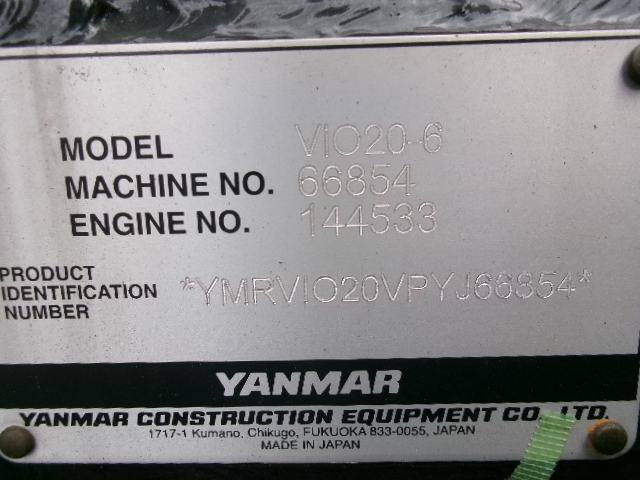 MODEL VIO20-6
MACHINE NO. 66854
ENGINE NO. 144533
PRODUCT
IDENTIFICATION *YMRVIO20VPYJ66854*
NUMBER
YANMAR
YANMAR CONSTRUCTION EQUIPMENT CO., LTD.
1717-1 Kumano, Chikugo, FUKUOKA 833-0055, JAPAN
MADE IN JAPAN